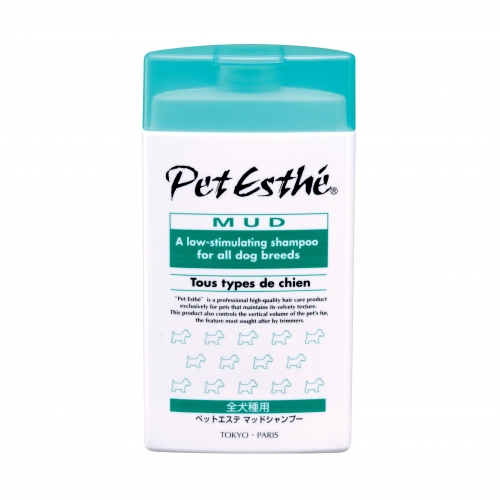 Pet Esthé®
MUD
A low-stimulating shampoo
for all dog breeds
Tous types de chien
"Pet Esthé" is a professional high-quality hair care product
exclusively for pets that maintains its velvety texture.
This product also controls the vertical volume of the pet's fur,
the feature most sought after by trimmers.
全犬種用
ペットエステ マッドシャンプー
TOKYO・PARIS